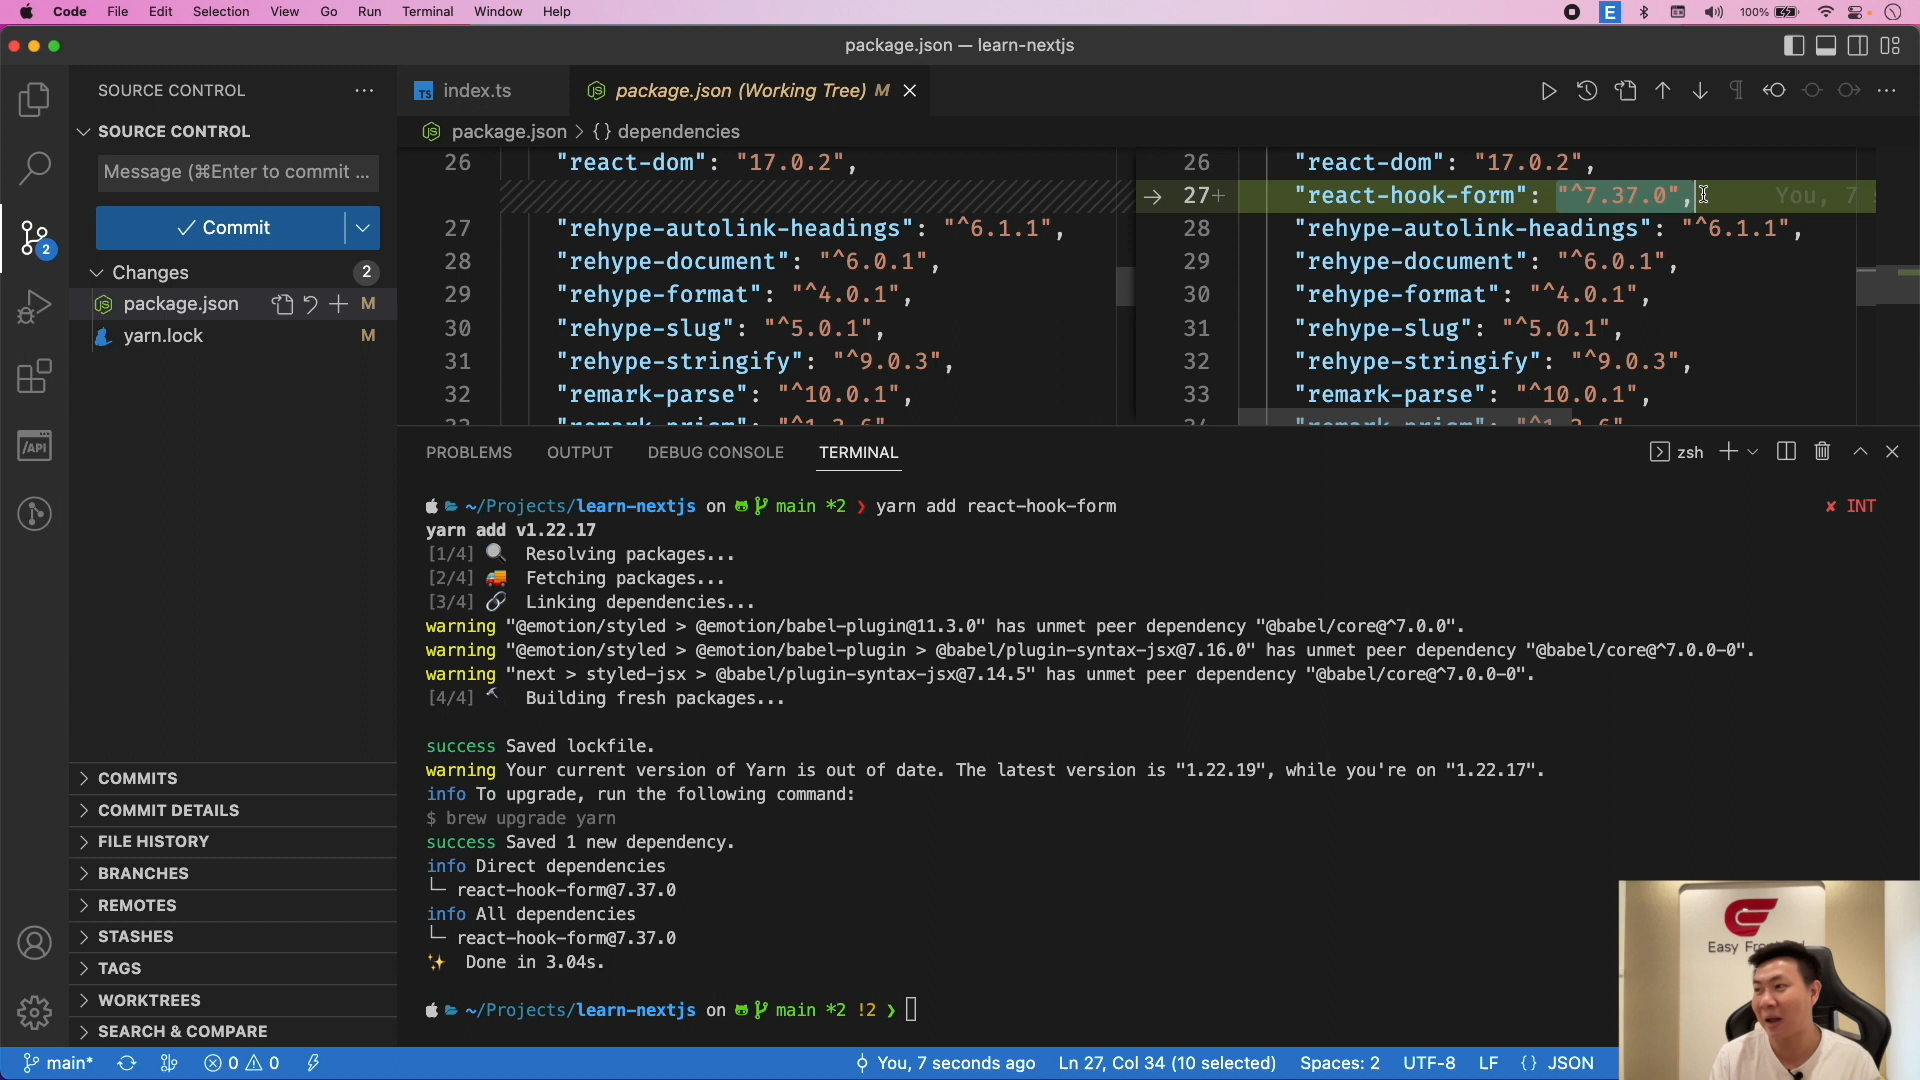 Code File Edit Selection View Go Run Terminal Window Help
E 100%
package.json — learn-nextjs
SOURCE CONTROL
TS index.ts
package.json (Working Tree) M
SOURCE CONTROL
package.json > {} dependencies
Message (⌘Enter to commit ...
Commit
2
Changes 2
package.json M
yarn.lock M
/API
26 "react-dom": "17.0.2",
27 "rehype-autolink-headings": "^6.1.1",
28 "rehype-document": "^6.0.1",
29 "rehype-format": "^4.0.1",
30 "rehype-slug": "^5.0.1",
31 "rehype-stringify": "^9.0.3",
32 "remark-parse": "^10.0.1",
26 "react-dom": "17.0.2",
27+ "react-hook-form": "^7.37.0", You, 7
28 "rehype-autolink-headings": "^6.1.1",
29 "rehype-document": "^6.0.1",
30 "rehype-format": "^4.0.1",
31 "rehype-slug": "^5.0.1",
32 "rehype-stringify": "^9.0.3",
33 "remark-parse": "^10.0.1",
PROBLEMS OUTPUT DEBUG CONSOLE TERMINAL zsh
~/Projects/learn-nextjs on main *2 ❯ yarn add react-hook-form ✘ INT
yarn add v1.22.17
[1/4] 🔍 Resolving packages...
[2/4] 🚚 Fetching packages...
[3/4] 🔗 Linking dependencies...
warning "@emotion/styled > @emotion/babel-plugin@11.3.0" has unmet peer dependency "@babel/core@^7.0.0".
warning "@emotion/styled > @emotion/babel-plugin > @babel/plugin-syntax-jsx@7.16.0" has unmet peer dependency "@babel/core@^7.0.0-0".
warning "next > styled-jsx > @babel/plugin-syntax-jsx@7.14.5" has unmet peer dependency "@babel/core@^7.0.0-0".
[4/4] 🔨 Building fresh packages...
success Saved lockfile.
warning Your current version of Yarn is out of date. The latest version is "1.22.19", while you're on "1.22.17".
info To upgrade, run the following command:
$ brew upgrade yarn
success Saved 1 new dependency.
info Direct dependencies
└─ react-hook-form@7.37.0
info All dependencies
└─ react-hook-form@7.37.0
✨ Done in 3.04s.
~/Projects/learn-nextjs on main *2 !2 ❯
COMMITS
COMMIT DETAILS
FILE HISTORY
BRANCHES
REMOTES
STASHES
TAGS
WORKTREES
SEARCH & COMPARE
Easy
main* 0 0 You, 7 seconds ago Ln 27, Col 34 (10 selected) Spaces: 2 UTF-8 LF {} JSON